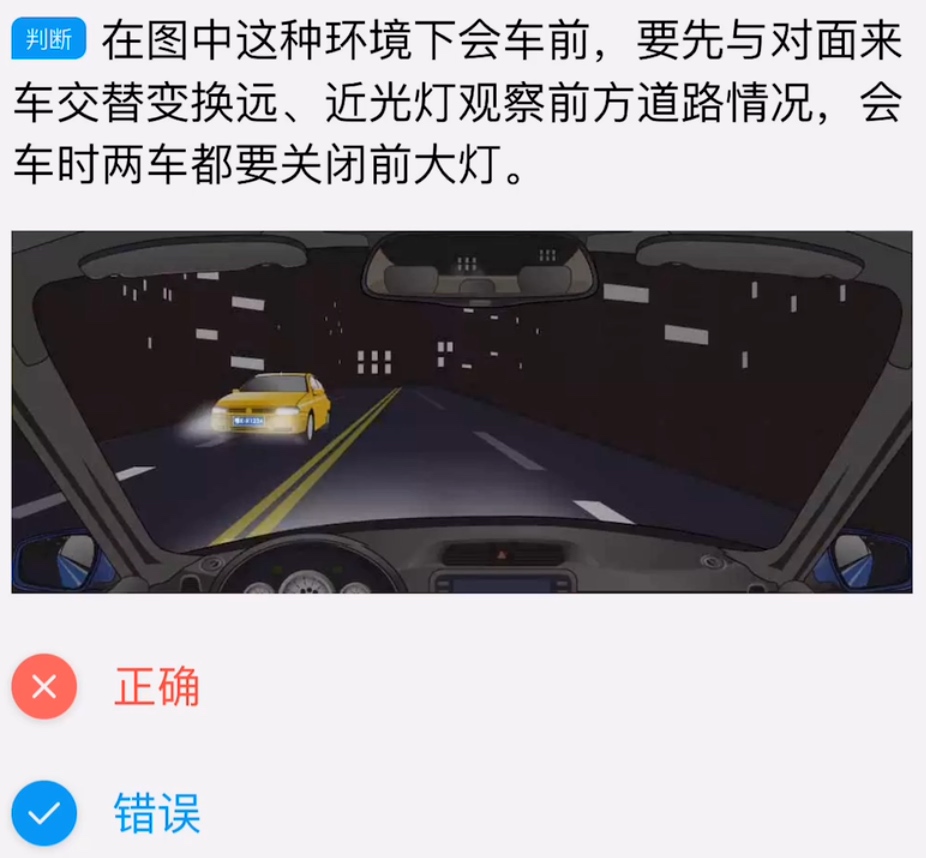 判断 在图中这种环境下会车前，要先与对面来
车交替变换远、近光灯观察前方道路情况，会
车时两车都要关闭前大灯。
正确
错误